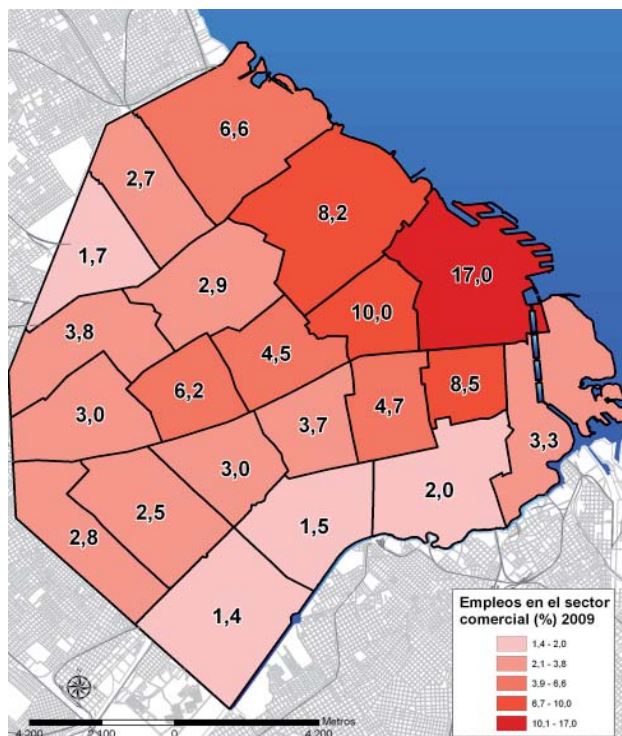 6,6
2,7
8,2
1,7
17,0
2,9
10,0
3,8
4,5
6,2
8,5
4,7
3,7
3,0
3,3
3,0
2,5
2,0
1,5
2,8
1,4
Empleos en el sector
comercial (%) 2009
1,4 - 2,0
2,1 - 3,8
3,9 - 6,6
6,7 - 10,0
10,1 - 17,0
Metros
4.200 2.100 0 4.200